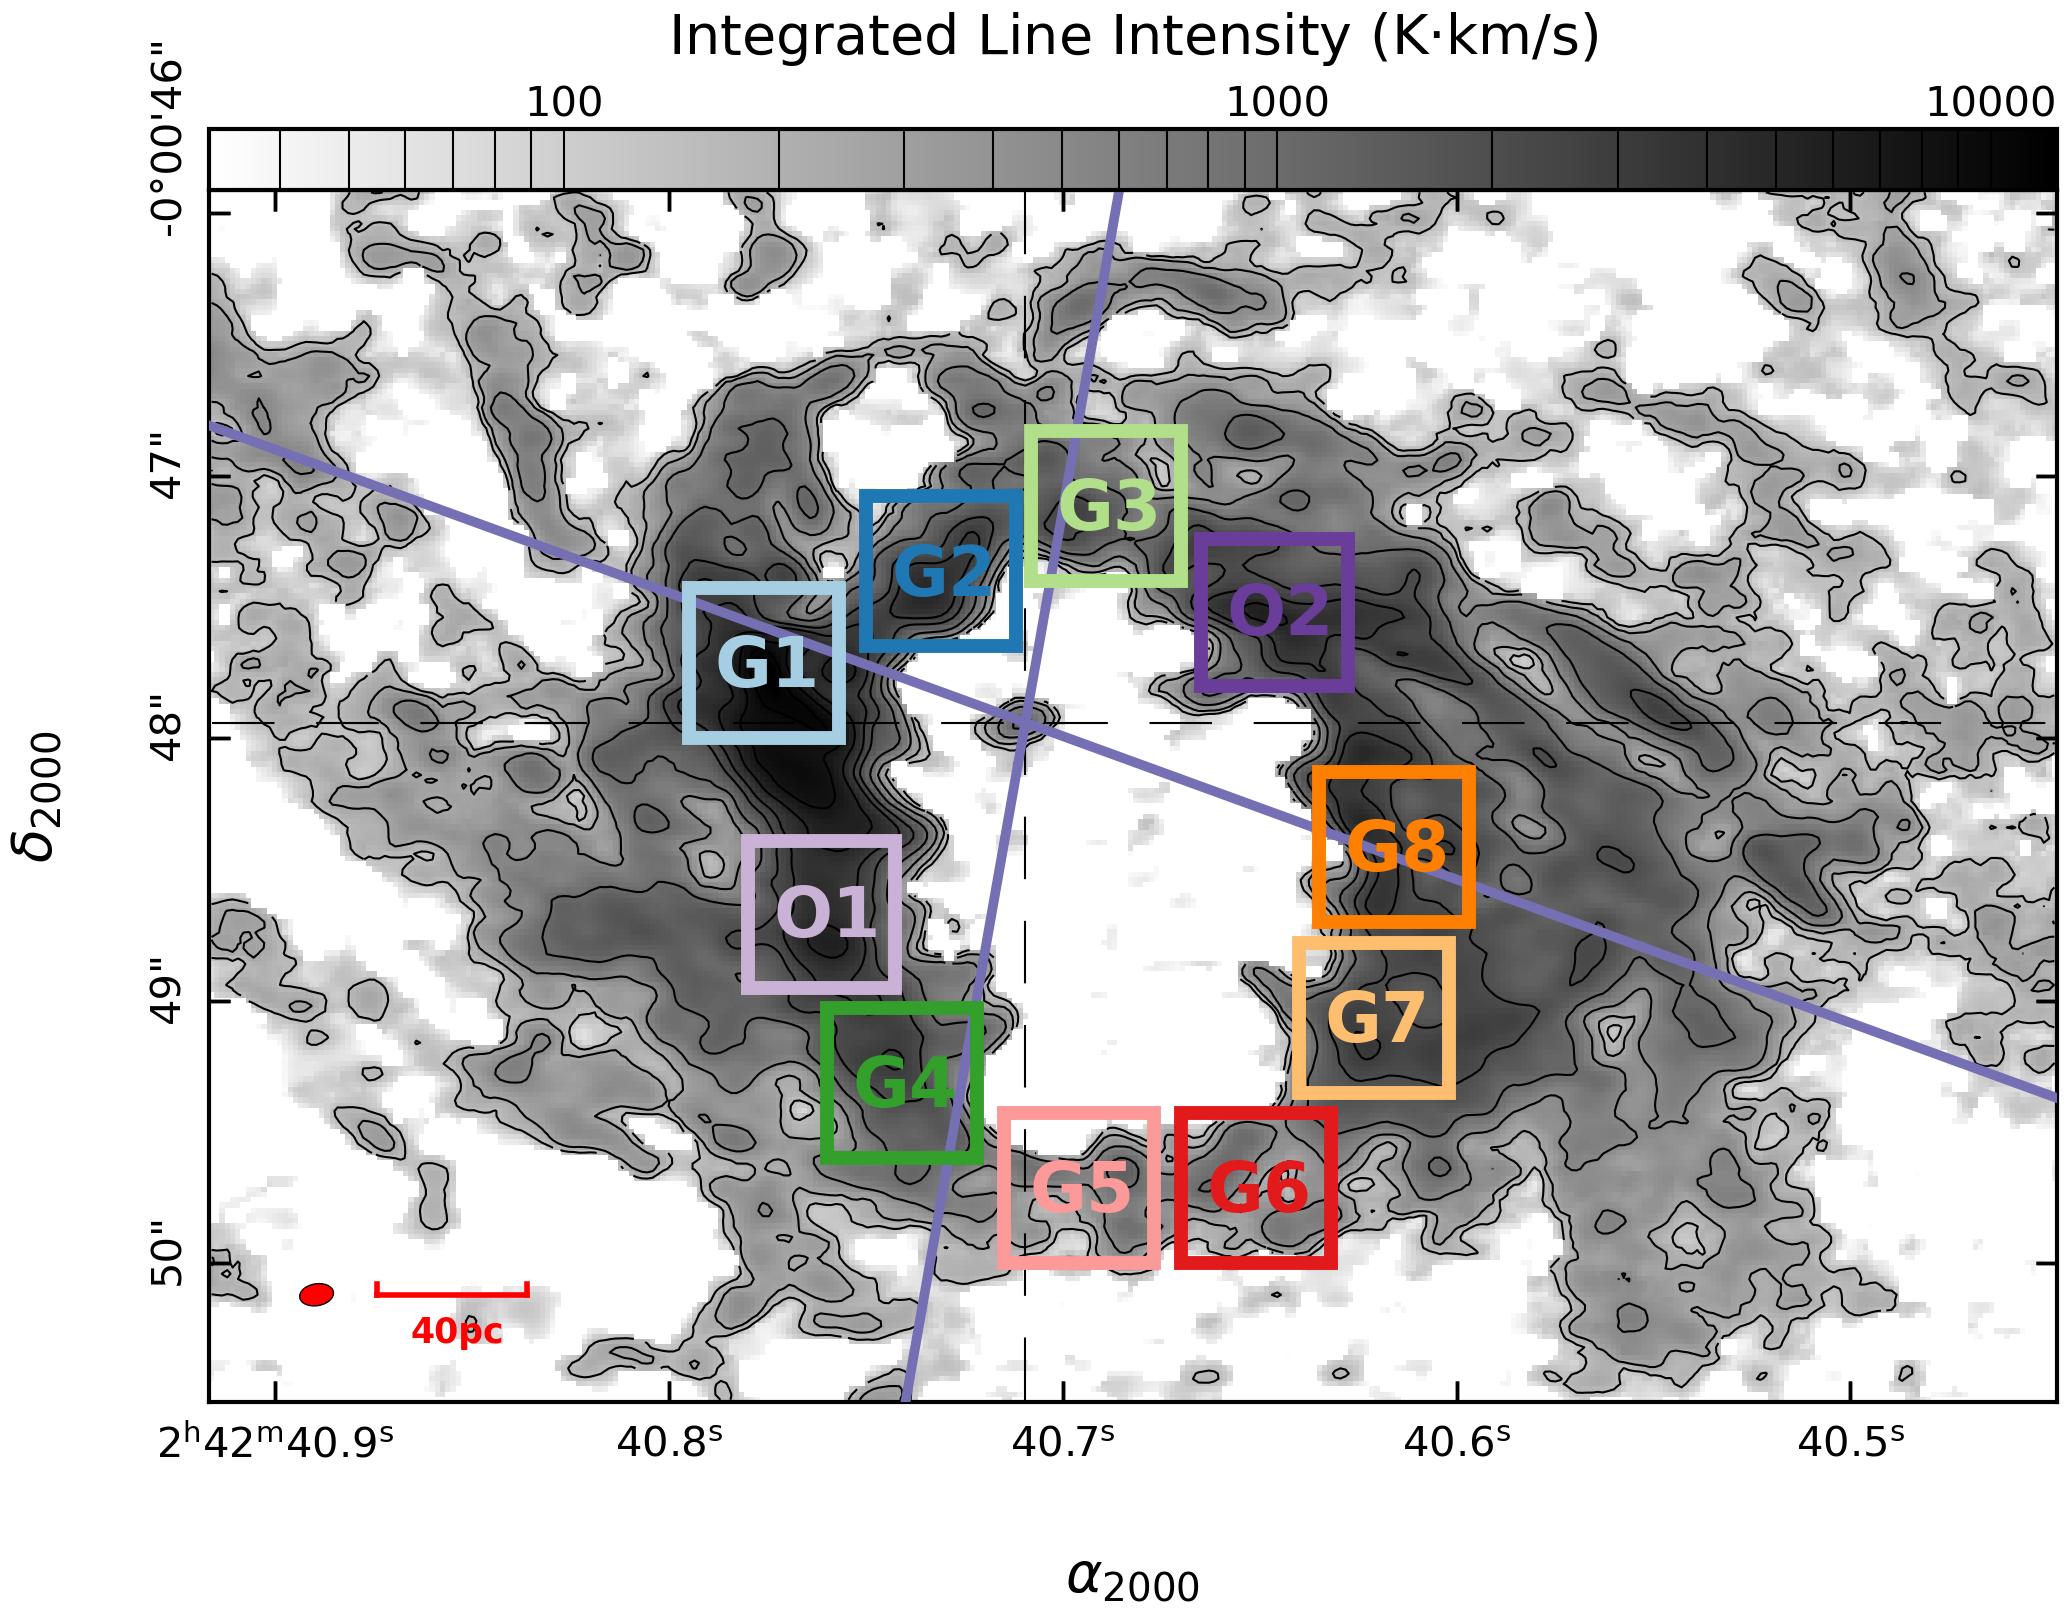 Integrated Line Intensity (K·km/s)
100 1000 10000
-0°00'46"
47"
48"
49"
50"
δ2000
G1
G2
G3
O2
G8
O1
G7
G4
G5
G6
40pc
2h42m40.9s 40.8s 40.7s 40.6s 40.5s
α2000